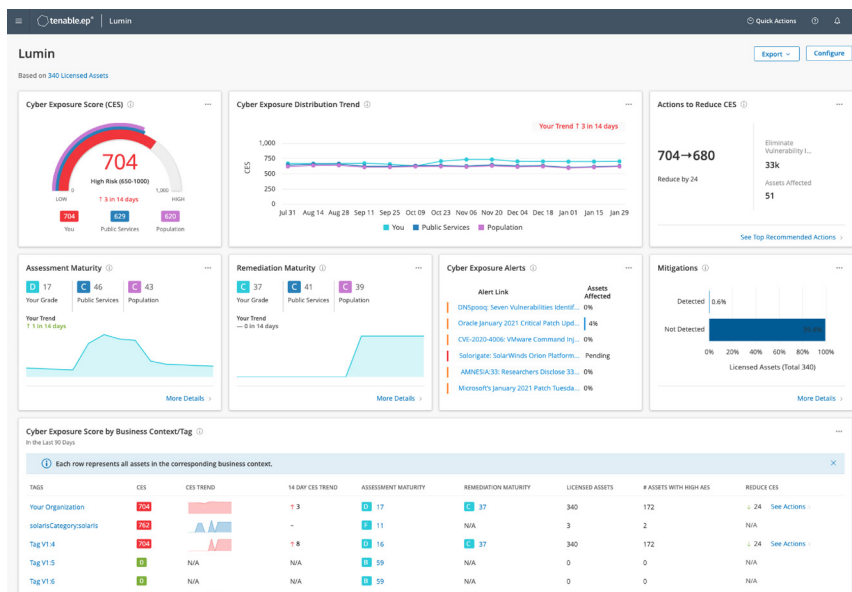 tenable.ep® Lumin
Quick Actions
Lumin
Export
Configure
Based on 340 Licensed Assets
Cyber Exposure Score (CES)
704
High Risk (650-1000)
0 1,000
LOW ↑ 3 in 14 days HIGH
704 629 620
You Public Services Population
Cyber Exposure Distribution Trend
Your Trend ↑ 3 in 14 days
CES
1,000
750
500
250
0
Jul 31 Aug 14 Aug 28 Sep 11 Sep 25 Oct 09 Oct 23 Nov 06 Nov 20 Dec 04 Dec 18 Jan 01 Jan 15 Jan 29
You Public Services Population
Actions to Reduce CES
704→680
Reduce by 24
Eliminate
Vulnerability I...
33k
Assets Affected
51
See Top Recommended Actions
Assessment Maturity
D 17 C 46 C 43
Your Grade Public Services Population
Your Trend
↑ 1 in 14 days
More Details
Remediation Maturity
C 37 C 41 C 39
Your Grade Public Services Population
Your Trend
— 0 in 14 days
More Details
Cyber Exposure Alerts
Alert Link Assets Affected
DNSpooq: Seven Vulnerabilities Identif... 0%
Oracle January 2021 Critical Patch Upd... 4%
CVE-2020-4006: VMware Command Inj... 0%
Solorigate: SolarWinds Orion Platform... Pending
AMNESIA:33: Researchers Disclose 33... 0%
Microsoft's January 2021 Patch Tuesda... 0%
Mitigations
Detected 0.6%
Not Detected
0% 20% 40% 60% 80% 100%
Licensed Assets (Total 340)
More Details
Cyber Exposure Score by Business Context/Tag
In the Last 90 Days
Each row represents all assets in the corresponding business context.
TAGS CES CES TREND 14 DAY CES TREND ASSESSMENT MATURITY REMEDIATION MATURITY LICENSED ASSETS # ASSETS WITH HIGH AES REDUCE CES
Your Organization 704 ↑ 3 D 17 C 37 340 172 ↓ 24 See Actions
solarisCategory:solaris 762 – F 11 N/A 3 2 N/A
Tag V1:4 704 ↑ 8 D 16 C 37 340 172 ↓ 24 See Actions
Tag V1:5 0 N/A N/A B 59 N/A 0 0 N/A
Tag V1:6 0 N/A N/A B 59 N/A 0 0 N/A